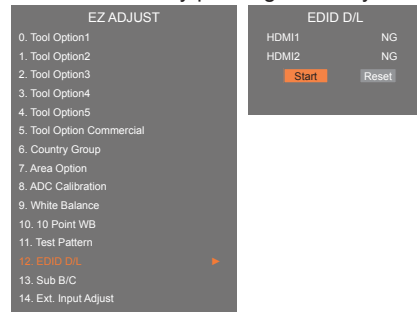 EZ ADJUST
0. Tool Option1
1. Tool Option2
2. Tool Option3
3. Tool Option4
4. Tool Option5
5. Tool Option Commercial
6. Country Group
7. Area Option
8. ADC Calibration
9. White Balance
10. 10 Point WB
11. Test Pattern
12. EDID D/L ►
13. Sub B/C
14. Ext. Input Adjust
EDID D/L
HDMI1 NG
HDMI2 NG
Start Reset